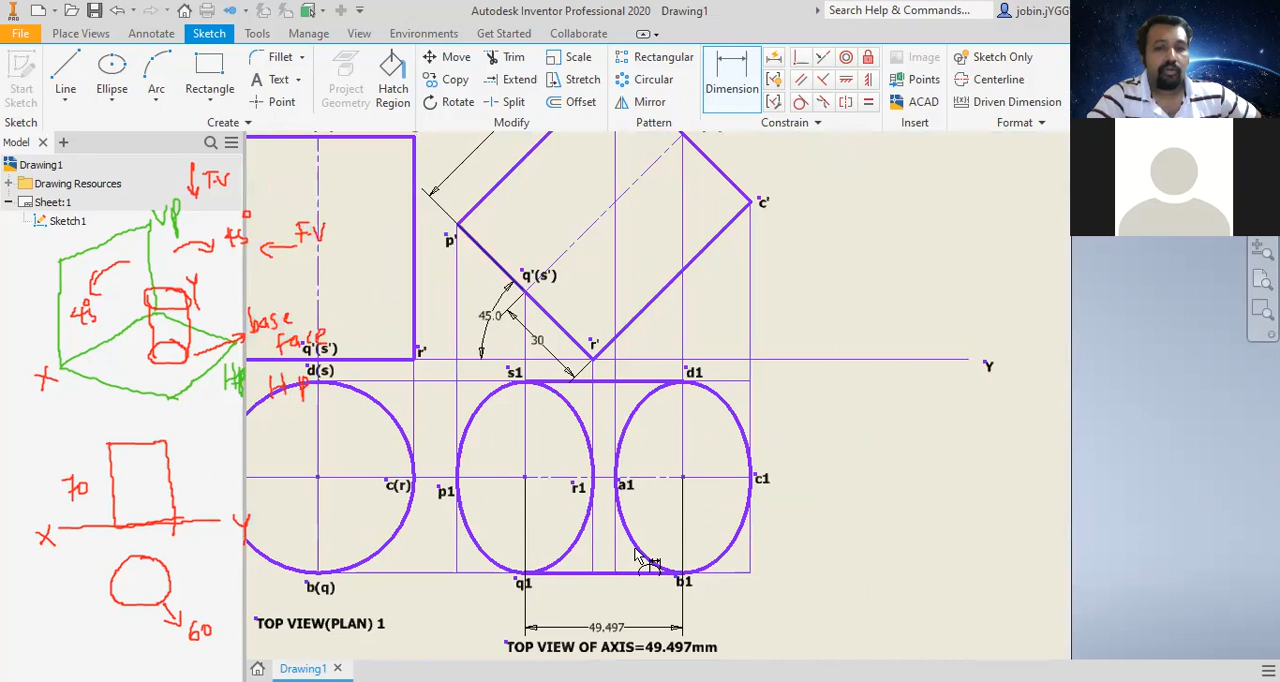 PRO
Autodesk Inventor Professional 2020 Drawing1
Search Help & Commands...
jobin.jYGG
File Place Views Annotate Sketch Tools Manage View Environments Get Started Collaborate
Start Sketch
Line
Ellipse
Arc
Rectangle
Fillet
Text
Point
Project Geometry
Hatch Region
Move
Copy
Rotate
Trim
Extend
Split
Scale
Stretch
Offset
Rectangular
Circular
Mirror
Dimension
Image
Points
ACAD
Sketch Only
Centerline
Driven Dimension
Sketch Create Modify Pattern Constrain Insert Format
Model
Drawing1
Drawing Resources
Sheet:1
Sketch1
T.V
VP
45°
F.V
45°
Y
base
Face
X
HP
H P
70
X
Y
60
c'
p'
q'(s')
45.0
30
r'
q'(s')
r'
Y
d(s)
s1
d1
c(r)
p1
r1
a1
c1
b(q)
q1
b1
49.497
TOP VIEW(PLAN) 1
TOP VIEW OF AXIS=49.497mm
Drawing1